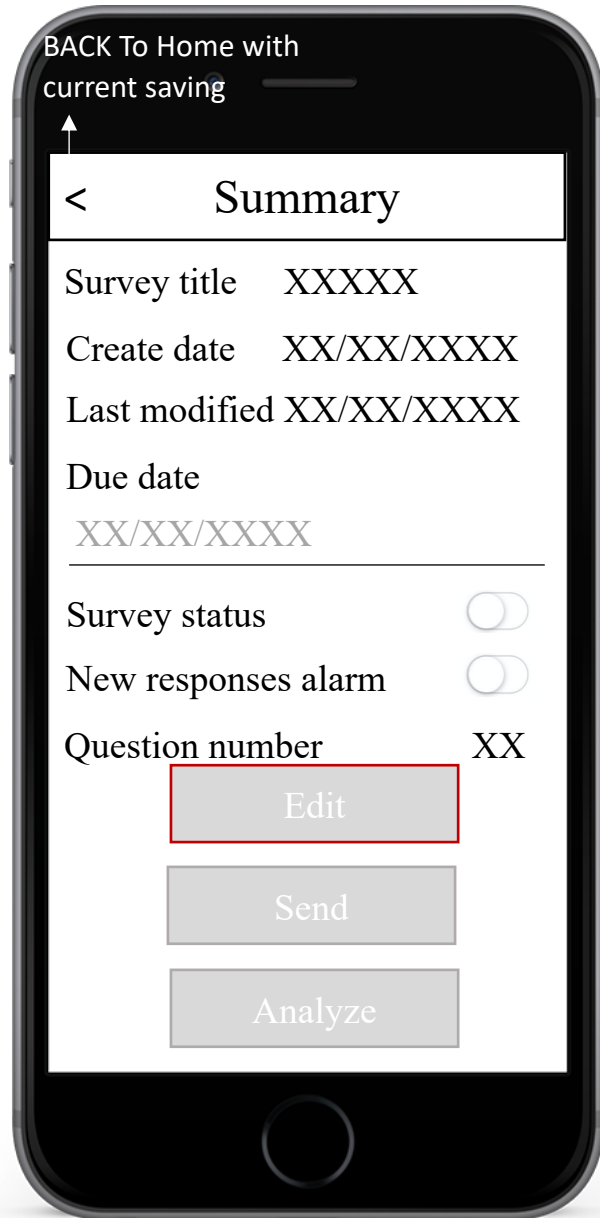 BACK To Home with
current saving
< Summary
Survey title XXXXX
Create date XX/XX/XXXX
Last modified XX/XX/XXXX
Due date
XX/XX/XXXX
Survey status
New responses alarm
Question number XX
Edit
Send
Analyze